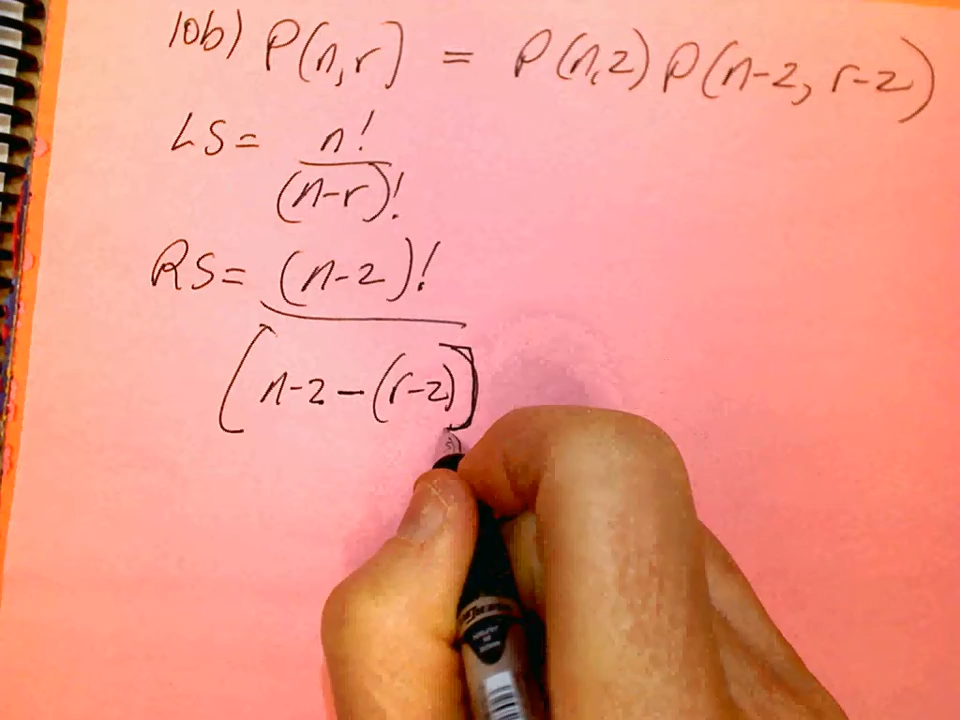 10b) P(n,r) = P(n,2) P(n-2, r-2)
LS = n!
(n-r)!
RS = (n-2)!
[n-2-(r-2)]